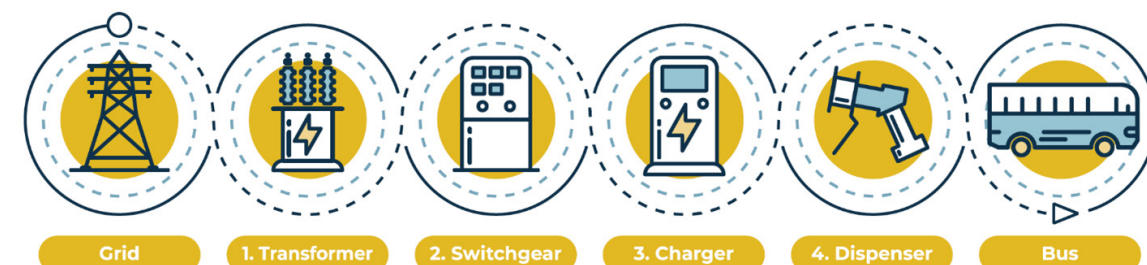 Grid
1. Transformer
2. Switchgear
3. Charger
4. Dispenser
Bus